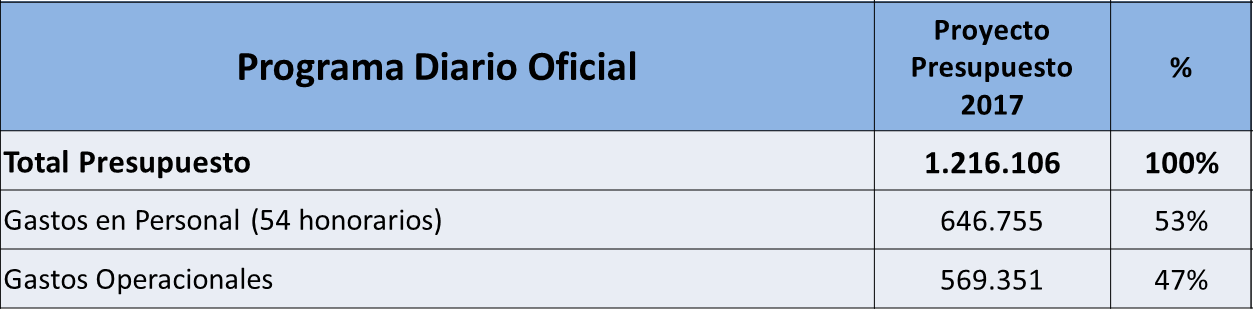 Programa Diario Oficial
Proyecto
Presupuesto
2017
%
Total Presupuesto 1.216.106 100%
Gastos en Personal (54 honorarios) 646.755 53%
Gastos Operacionales 569.351 47%